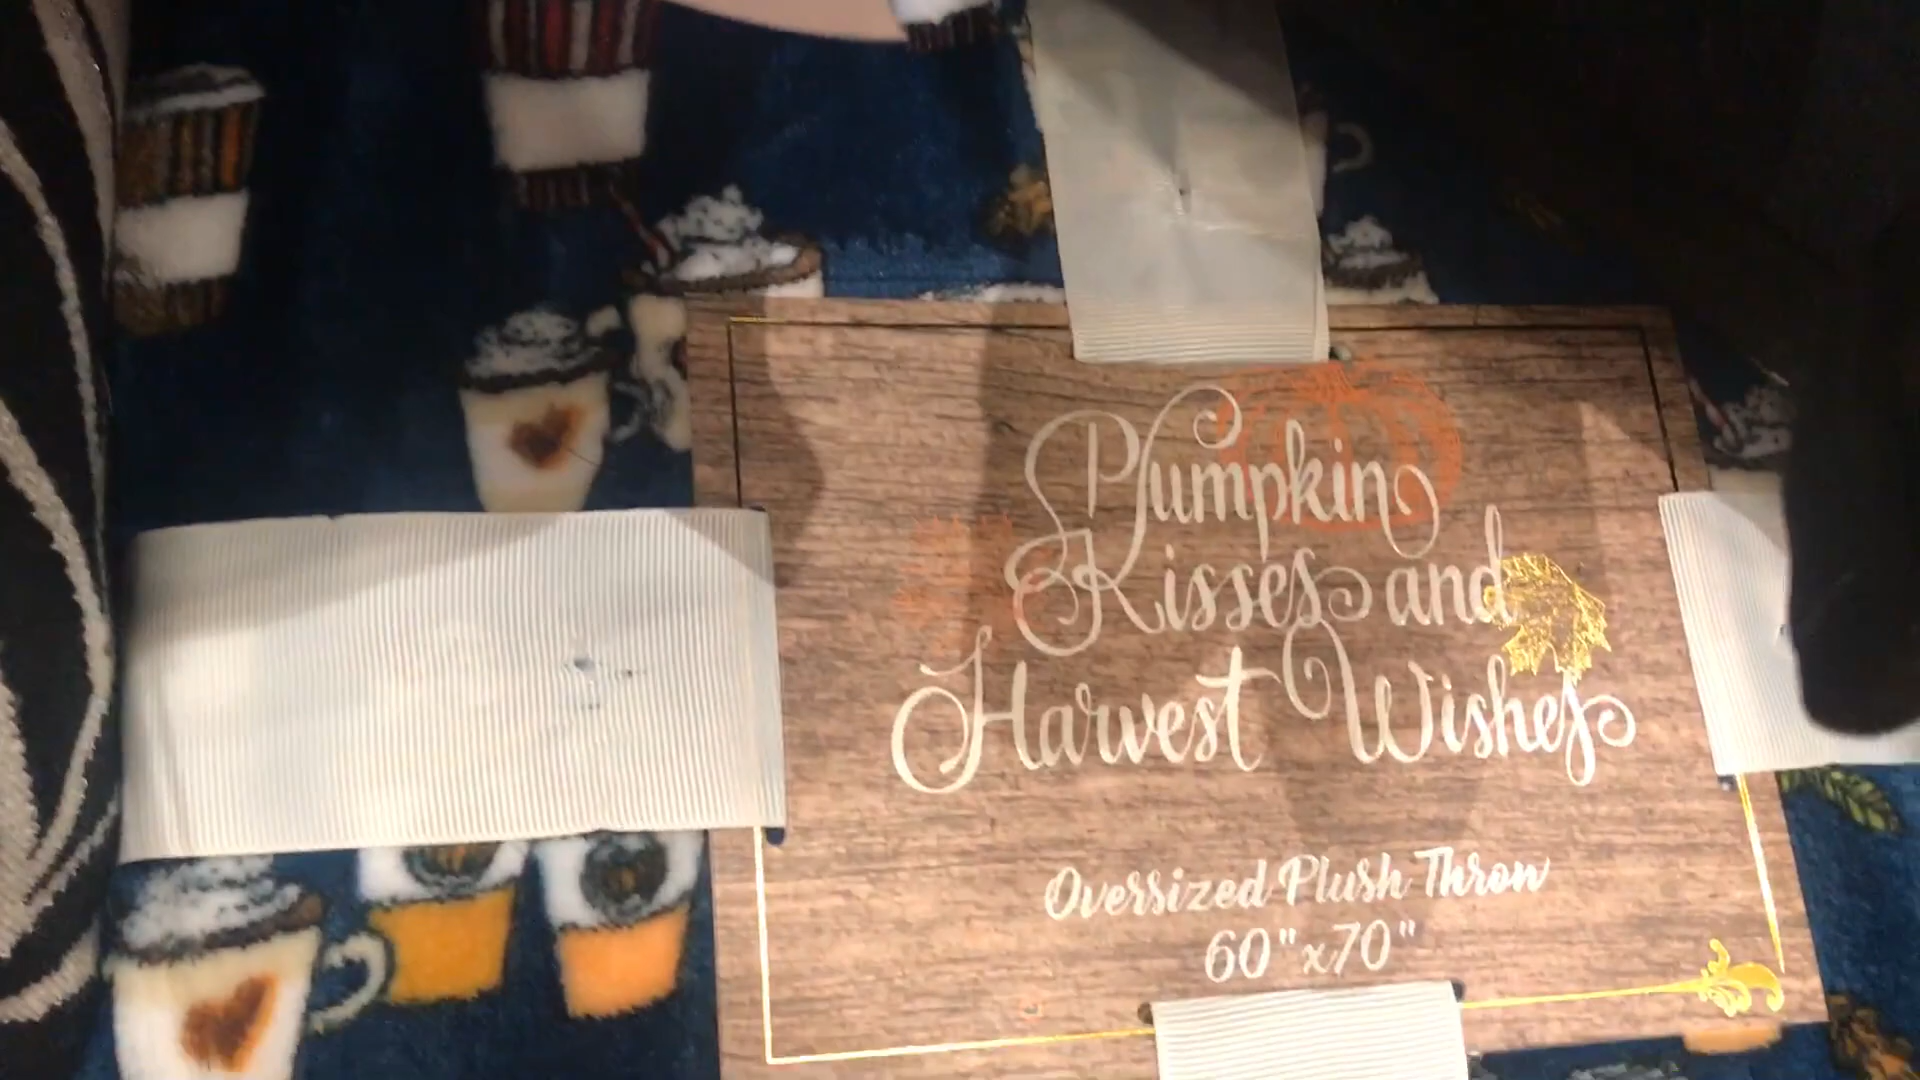 Pumpkin
Kisses and
Harvest Wishes
Oversized Plush Throw
60"x70"